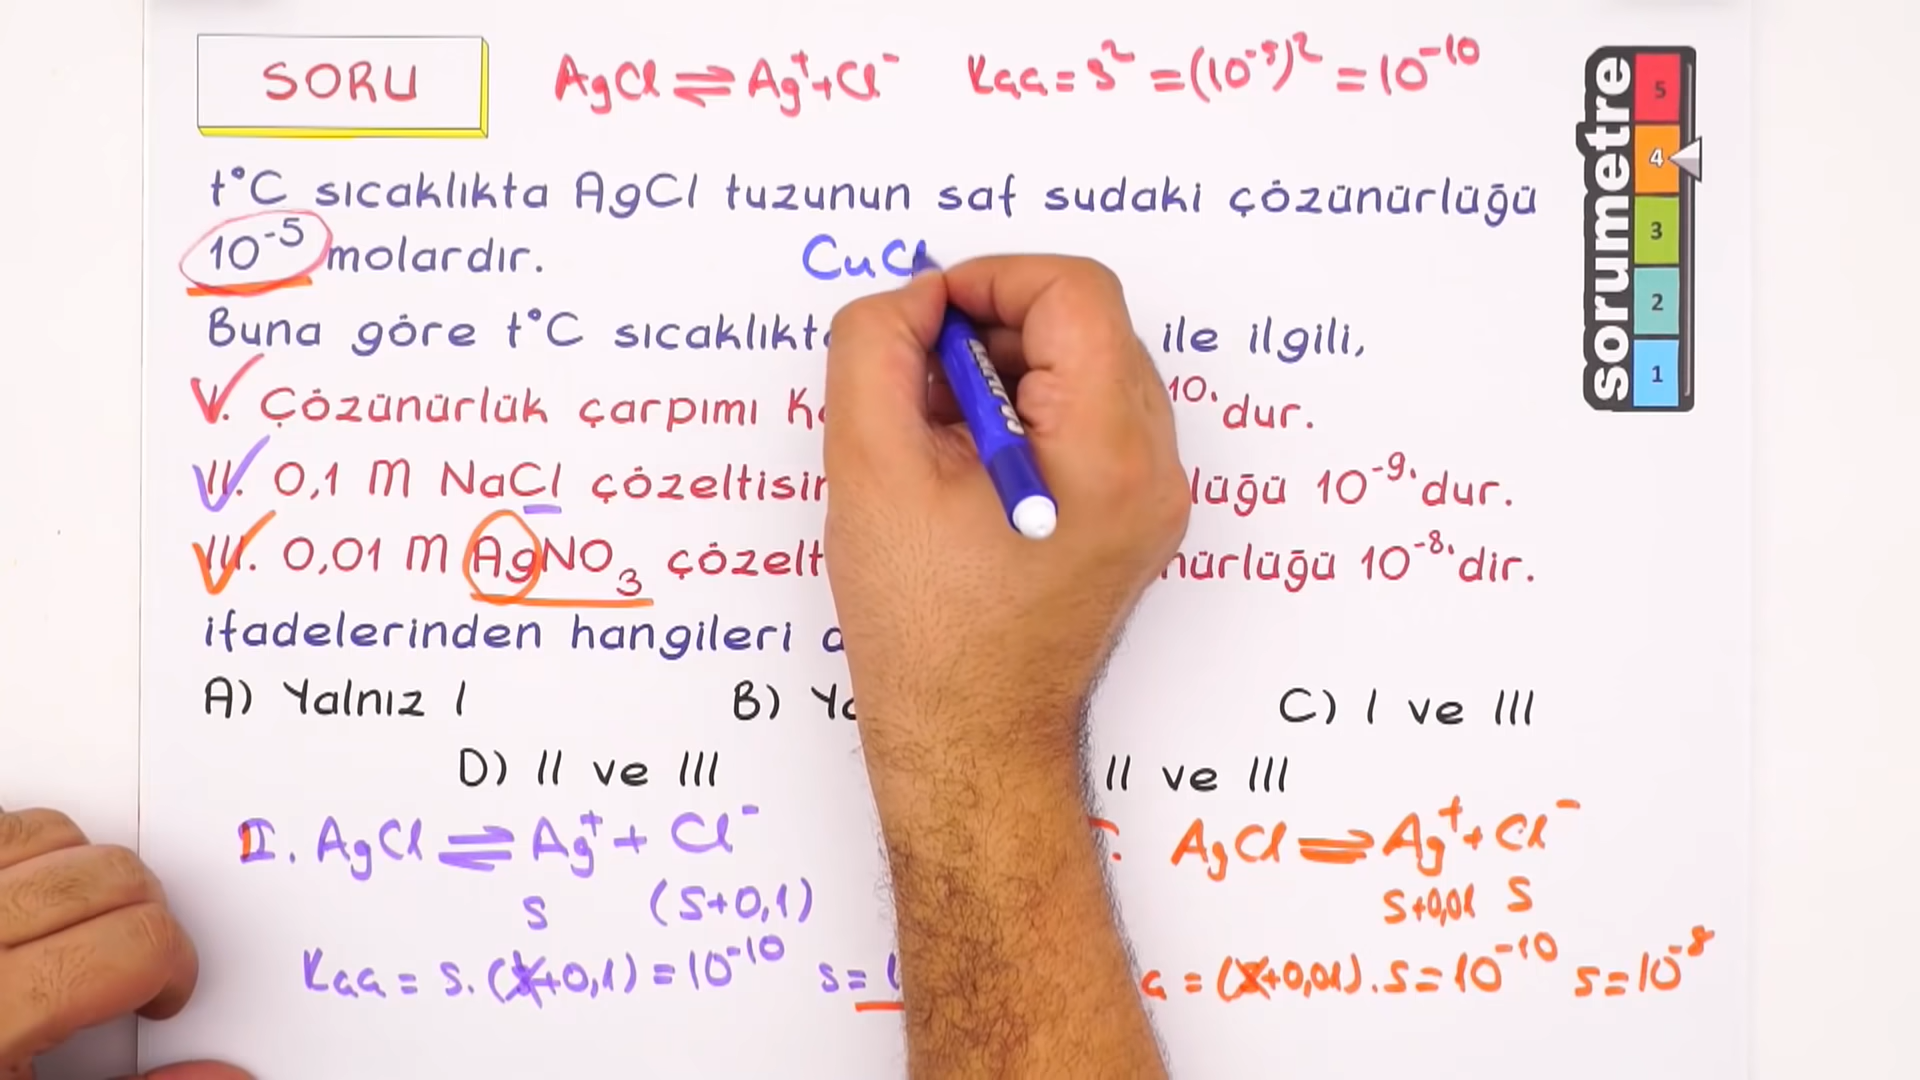 SORU
AgCl ⇌ Ag⁺+Cl⁻ Kçç = s² = (10⁻⁵)² = 10⁻¹⁰
t°C sıcaklıkta AgCl tuzunun saf sudaki çözünürlüğü
10⁻⁵ molardır. CuCl
Buna göre t°C sıcaklıkt ile ilgili,
I. Çözünürlük çarpımı 10. dur.
II. 0,1 M NaCl çözeltisin lüğü 10⁻⁹. dur.
III. 0,01 M AgNO₃ çözelt nürlüğü 10⁻⁸. dir.
ifadelerinden hangileri d
A) Yalnız I B) Ya C) I ve III
D) II ve III II ve III
II. AgCl ⇌ Ag⁺ + Cl⁻ AgCl ⇌ Ag⁺ + Cl⁻
s (s+0,1) s+0,01 s
Kçç = s.(s+0,1) = 10⁻¹⁰ s = = (s+0,01).s = 10⁻¹⁰ s = 10⁻⁸
sorumetre
5
4
3
2
1